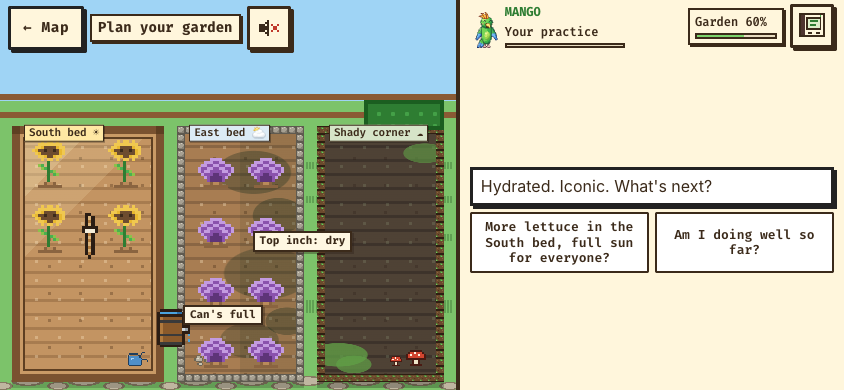 ← Map
Plan your garden
South bed ☀
East bed ⛅
Shady corner ☁
Top inch: dry
Can's full
MANGO
Your practice
Garden 60%
Hydrated. Iconic. What's next?
More lettuce in the
South bed, full sun
for everyone?
Am I doing well so
far?